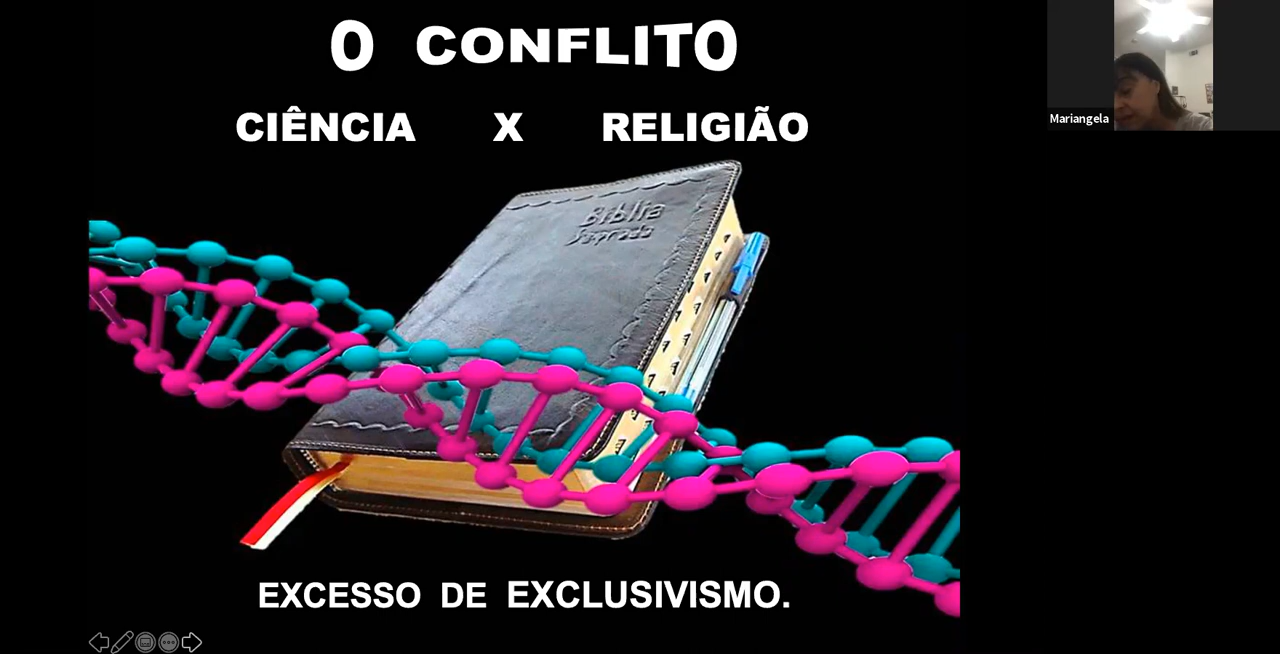 O CONFLITO
CIÊNCIA X RELIGIÃO
Bíblia
Sagrada
EXCESSO DE EXCLUSIVISMO.
Mariangela